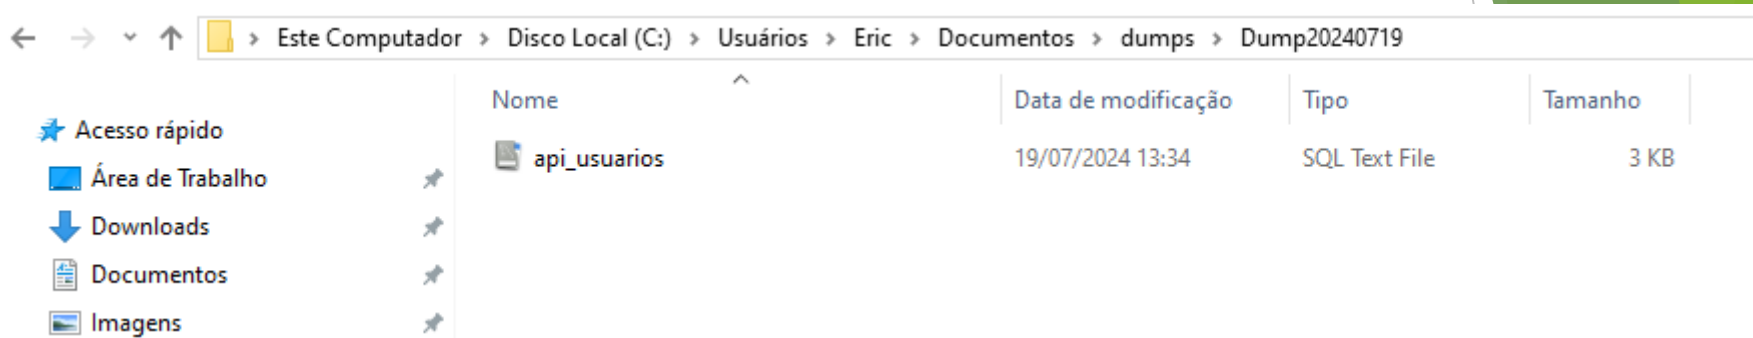 Este Computador > Disco Local (C:) > Usuários > Eric > Documentos > dumps > Dump20240719
Nome Data de modificação Tipo Tamanho
Acesso rápido
api_usuarios 19/07/2024 13:34 SQL Text File 3 KB
Área de Trabalho
Downloads
Documentos
Imagens